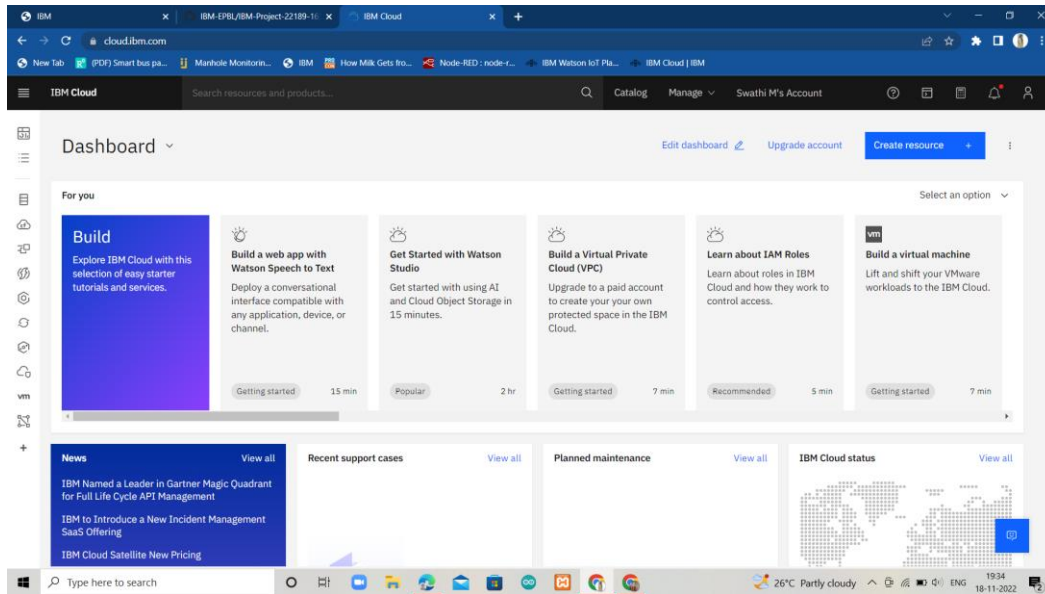 IBM
IBM-EPBL/IBM-Project-22189-16
IBM Cloud
cloud.ibm.com
New Tab
(PDF) Smart bus pa...
Manhole Monitorin...
IBM
How Milk Gets fro...
Node-RED : node-r...
IBM Watson IoT Pla...
IBM Cloud | IBM
IBM Cloud
Search resources and products...
Catalog
Manage
Swathi M's Account
Dashboard
Edit dashboard
Upgrade account
Create resource +
For you
Select an option
Build
Explore IBM Cloud with this
selection of easy starter
tutorials and services.
Build a web app with
Watson Speech to Text
Deploy a conversational
interface compatible with
any application, device, or
channel.
Getting started 15 min
Get Started with Watson
Studio
Get started with using AI
and Cloud Object Storage in
15 minutes.
Popular 2 hr
Build a Virtual Private
Cloud (VPC)
Upgrade to a paid account
to create your your own
protected space in the IBM
Cloud.
Getting started 7 min
Learn about IAM Roles
Learn about roles in IBM
Cloud and how they work to
control access.
Recommended 5 min
vm
Build a virtual machine
Lift and shift your VMware
workloads to the IBM Cloud.
Getting started 7 min
vm
News View all
IBM Named a Leader in Gartner Magic Quadrant
for Full Life Cycle API Management
IBM to Introduce a New Incident Management
SaaS Offering
IBM Cloud Satellite New Pricing
Recent support cases View all
Planned maintenance View all
IBM Cloud status View all
Type here to search
26°C Partly cloudy
ENG
19:34
18-11-2022
2